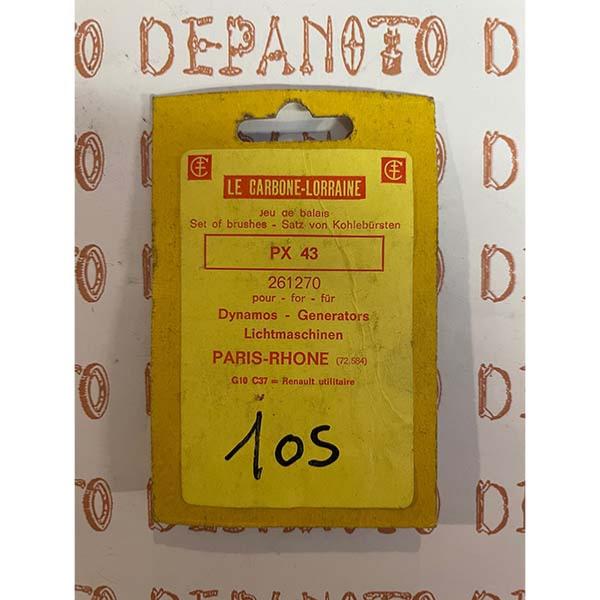 DEPANOTO
LE CARBONE-LORRAINE
Jeu de balais
Set of brushes - Satz von Kohlebürsten
PX 43
261270
pour - for - für
Dynamos - Generators
Lichtmaschinen
PARIS-RHONE (72.584)
G10 C37 = Renault utilitaire
105